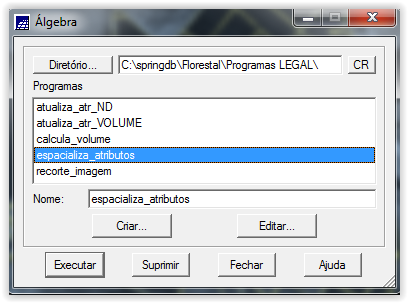 Álgebra
Diretório... C:\springdb\Florestal\Programas LEGAL\ CR
Programas
atualiza_atr_ND
atualiza_atr_VOLUME
calcula_volume
espacializa_atributos
recorte_imagem
Nome: espacializa_atributos
Criar... Editar...
Executar Suprimir Fechar Ajuda